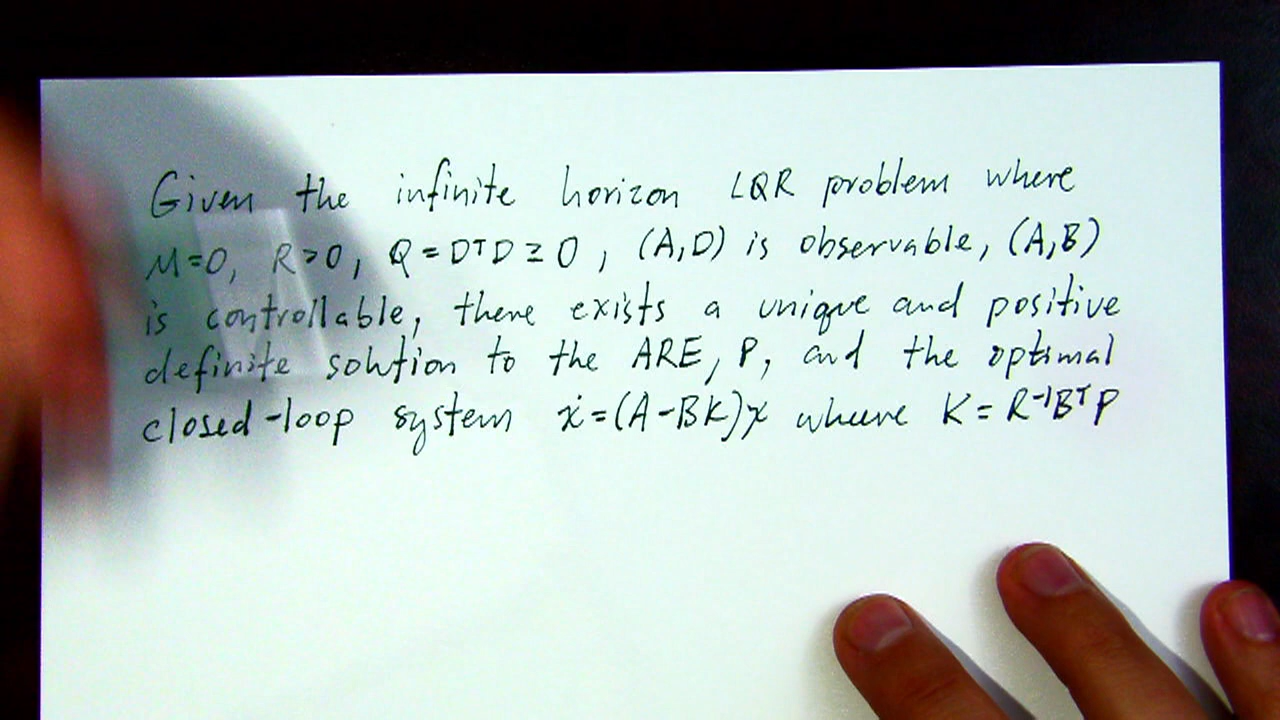 Given the infinite horizon LQR problem where
M=0, R>0, Q=DᵀD≥0, (A,D) is observable, (A,B)
is controllable, there exists a unique and positive
definite solution to the ARE, P, and the optimal
closed-loop system ẋ=(A-BK)x where K=R⁻¹BᵀP